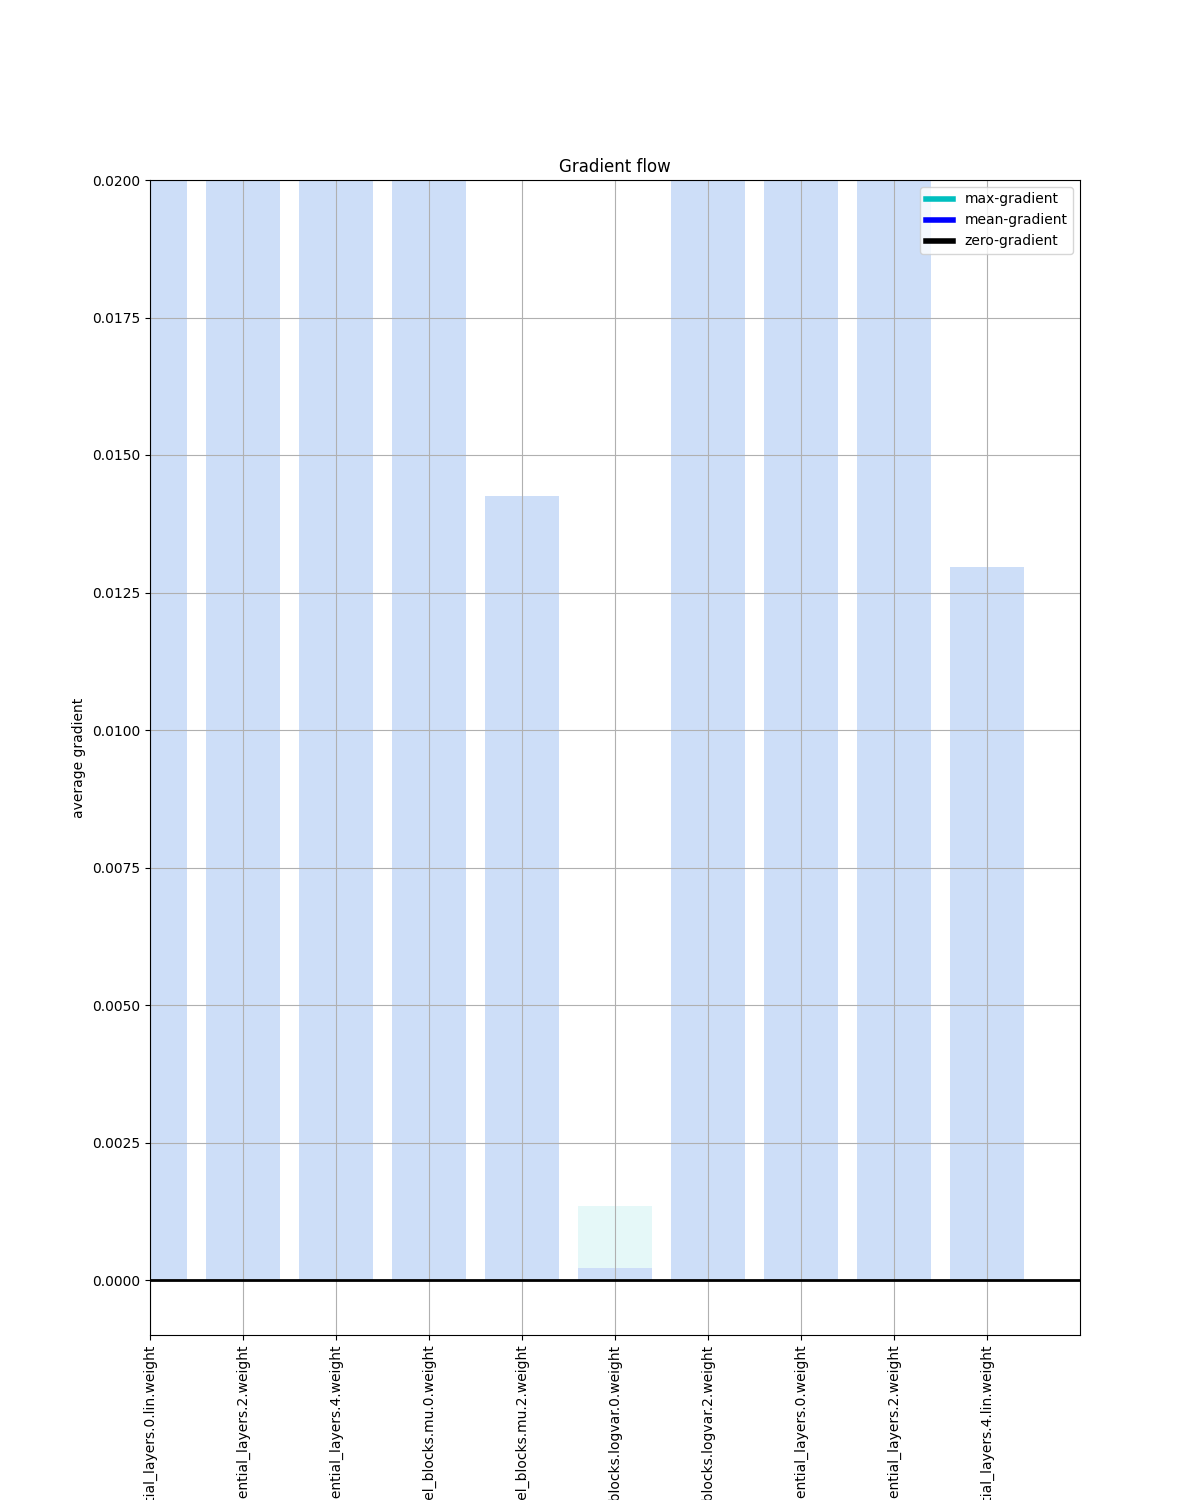 Gradient flow
max-gradient
mean-gradient
zero-gradient
0.0200
0.0175
0.0150
0.0125
0.0100
0.0075
0.0050
0.0025
0.0000
average gradient
tial_layers.0.lin.weight
ential_layers.2.weight
ential_layers.4.weight
el_blocks.mu.0.weight
el_blocks.mu.2.weight
blocks.logvar.0.weight
blocks.logvar.2.weight
ential_layers.0.weight
ential_layers.2.weight
tial_layers.4.lin.weight